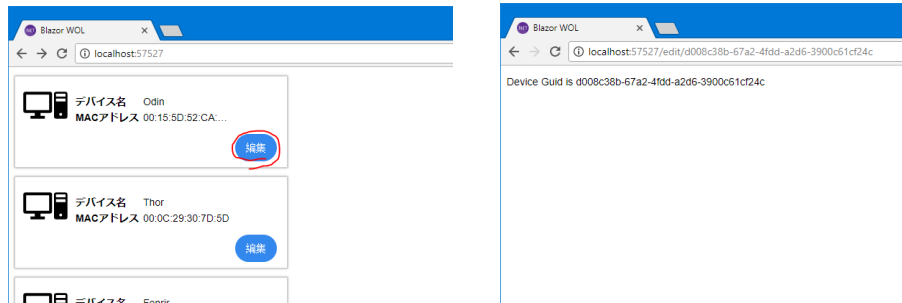 Blazor WOL
localhost:57527
デバイス名 Odin
MACアドレス 00:15:5D:52:CA:...
編集
デバイス名 Thor
MACアドレス 00:0C:29:30:7D:5D
編集
デバイス名 Fenrir
Blazor WOL
localhost:57527/edit/d008c38b-67a2-4fdd-a2d6-3900c61cf24c
Device Guid is d008c38b-67a2-4fdd-a2d6-3900c61cf24c